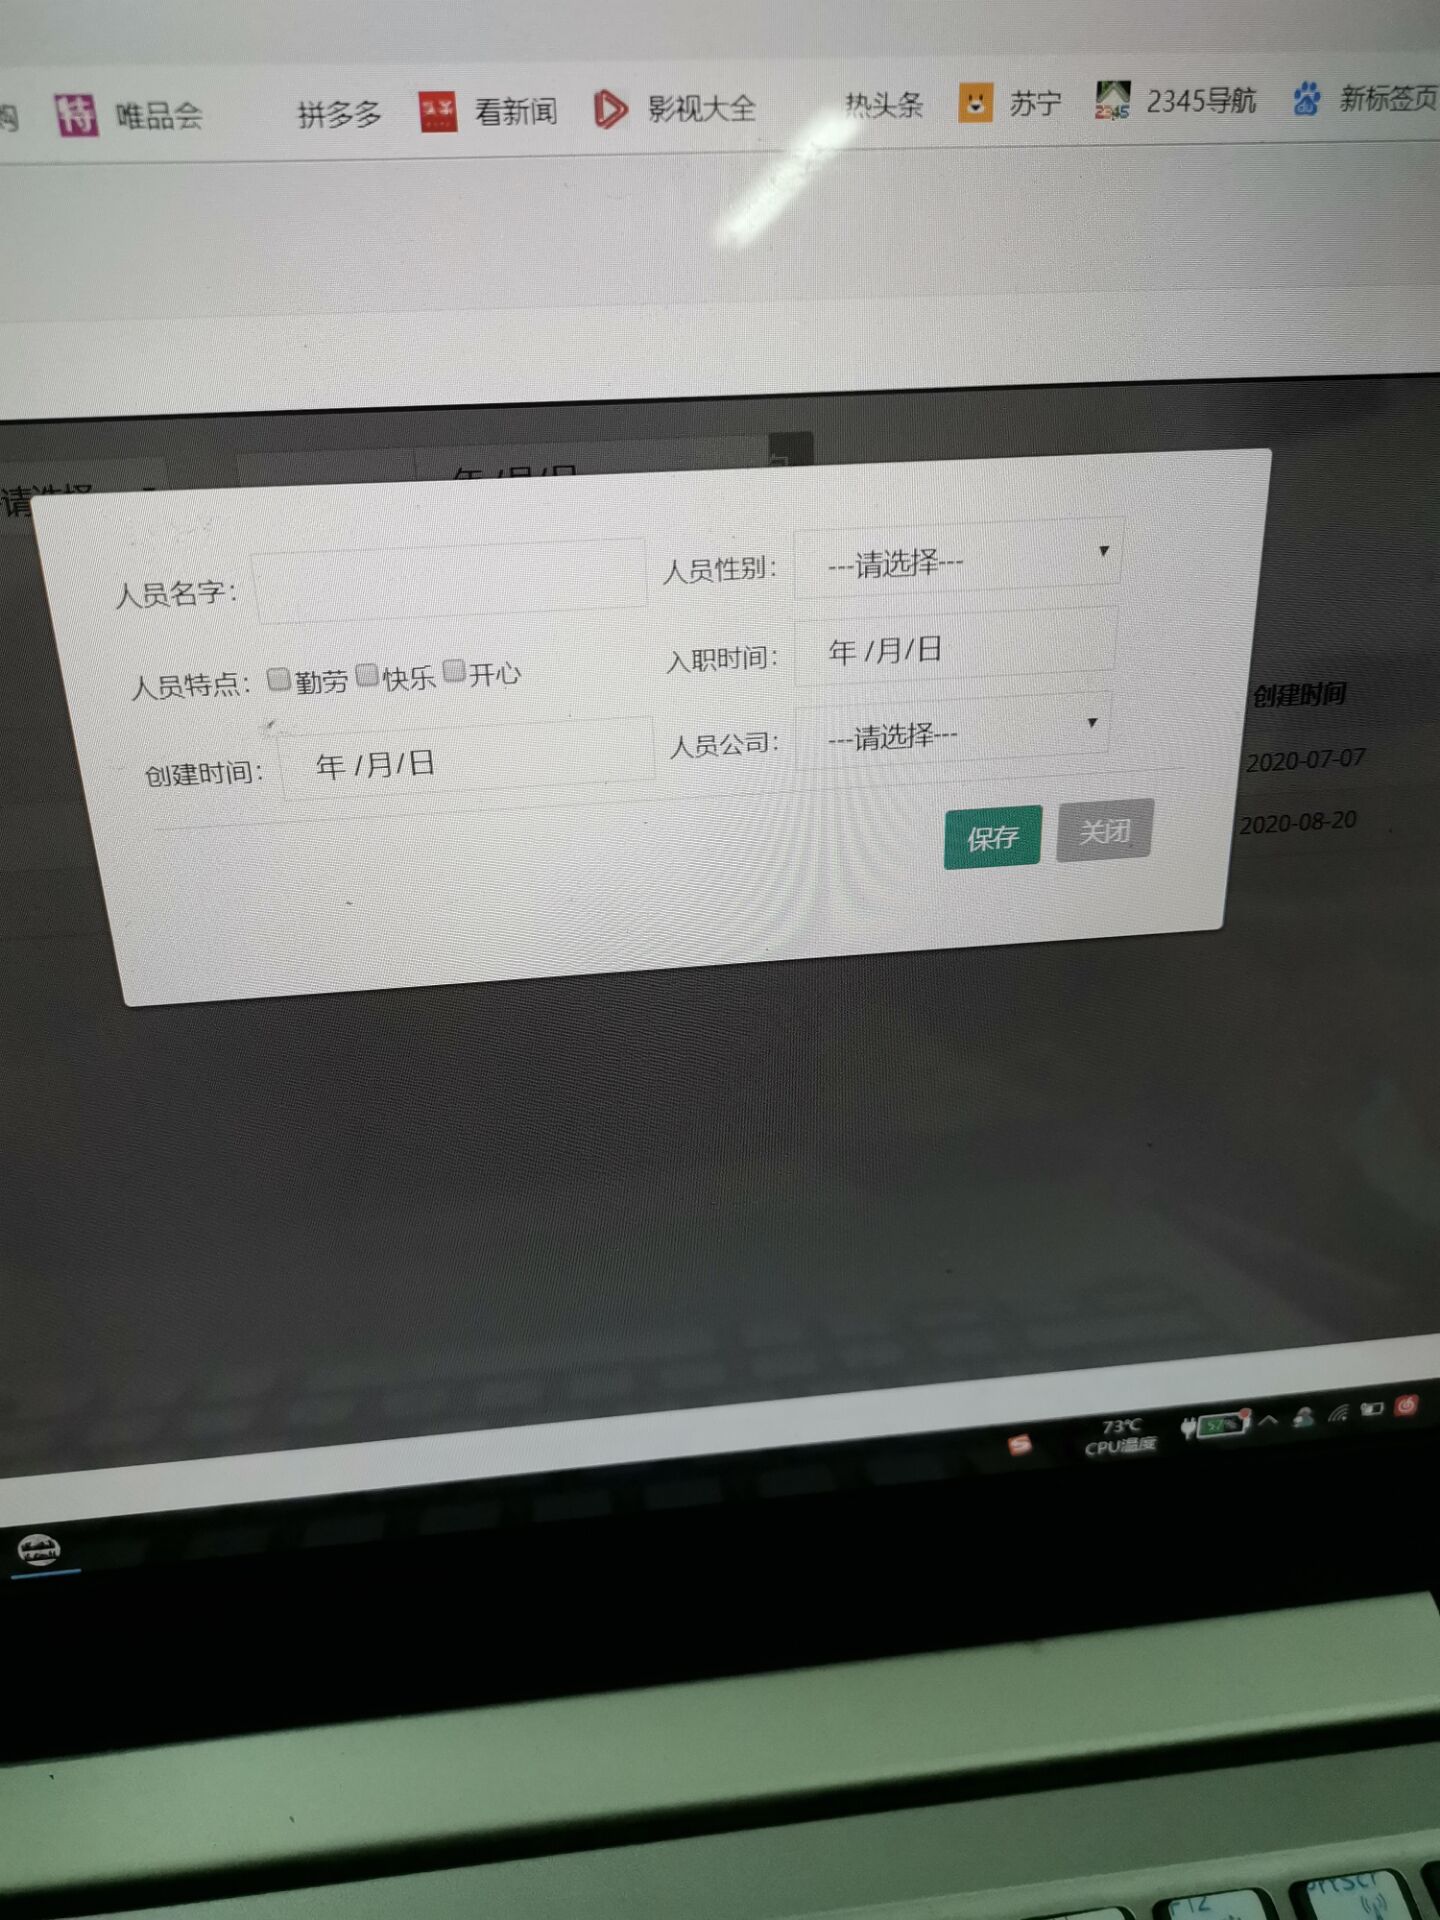 购 特 唯品会 拼多多 看新闻 影视大全 热头条 苏宁 2345 2345导航 新标签页
请选择 年 /月/日
人员名字： 人员性别： ---请选择---
人员特点： 勤劳 快乐 开心 入职时间： 年 /月/日
创建时间： 年 /月/日 人员公司： ---请选择---
保存 关闭
创建时间
2020-07-07
2020-08-20
73℃
CPU温度
57%
F12
PrtSc